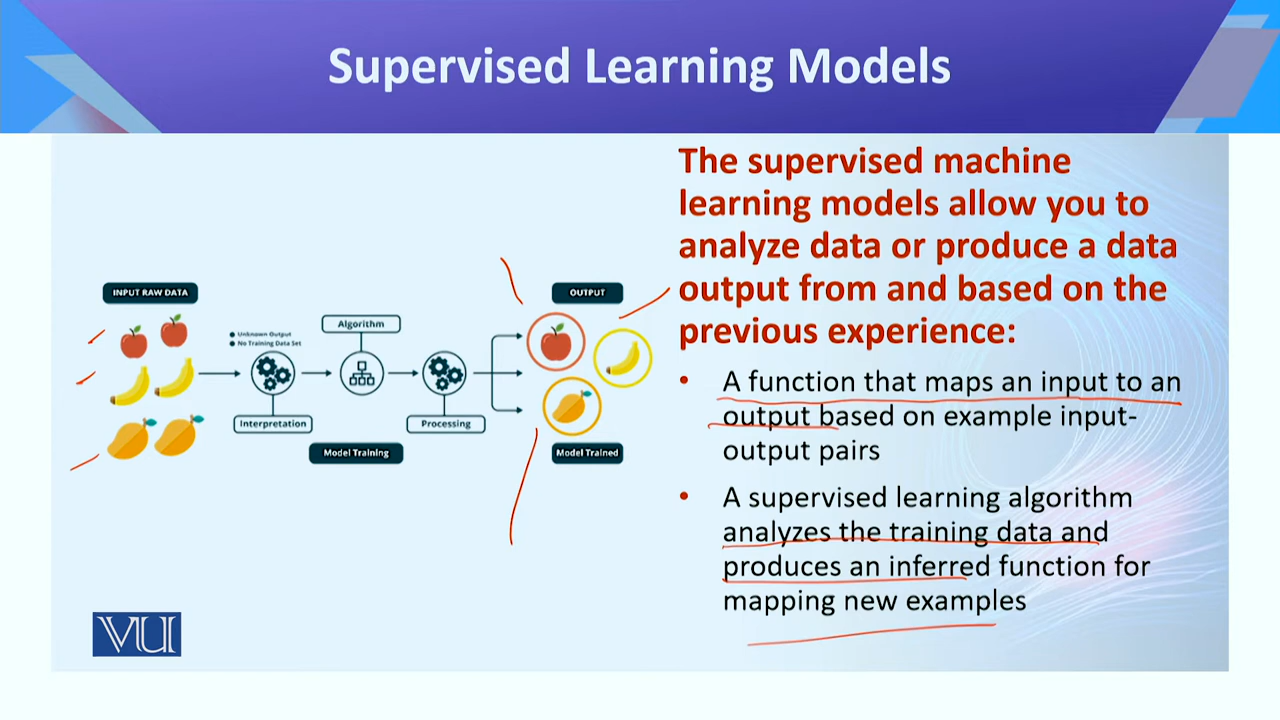 Supervised Learning Models
The supervised machine
learning models allow you to
analyze data or produce a data
output from and based on the
previous experience:
• A function that maps an input to an
output based on example input-
output pairs
• A supervised learning algorithm
analyzes the training data and
produces an inferred function for
mapping new examples
INPUT RAW DATA
• Unknown Output
• No Training Data Set
Algorithm
Interpretation
Processing
Model Training
OUTPUT
Model Trained
VU